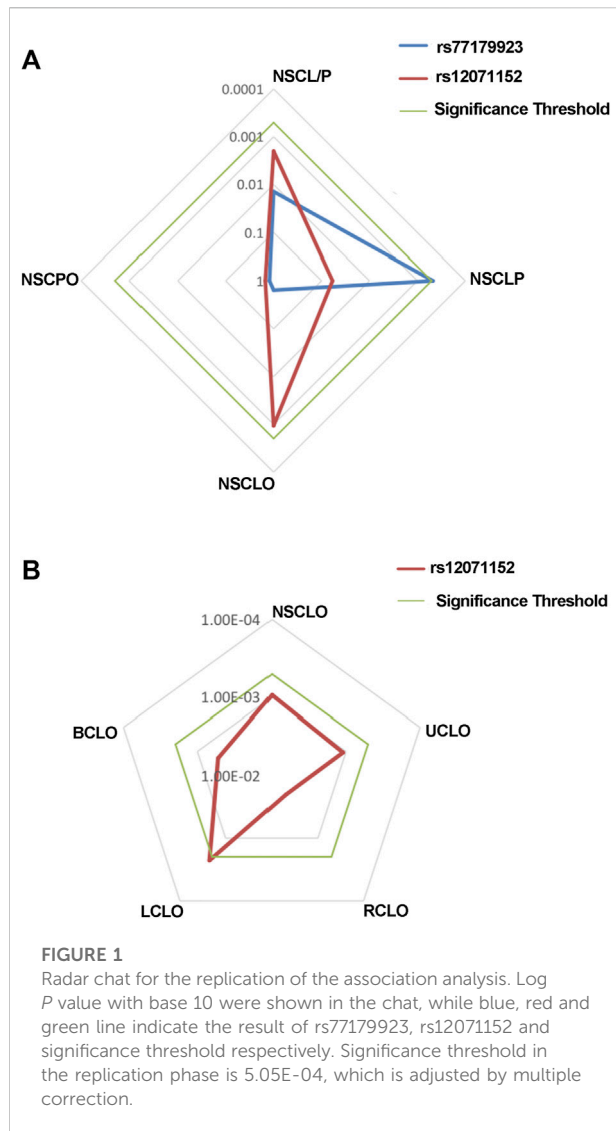 A
rs77179923
rs12071152
Significance Threshold
NSCL/P
0.0001
0.001
0.01
0.1
1
NSCPO
NSCLP
NSCLO
B
rs12071152
Significance Threshold
NSCLO
1.00E-04
1.00E-03
1.00E-02
BCLO
UCLO
LCLO
RCLO
FIGURE 1
Radar chat for the replication of the association analysis. Log
P value with base 10 were shown in the chat, while blue, red and
green line indicate the result of rs77179923, rs12071152 and
significance threshold respectively. Significance threshold in
the replication phase is 5.05E-04, which is adjusted by multiple
correction.